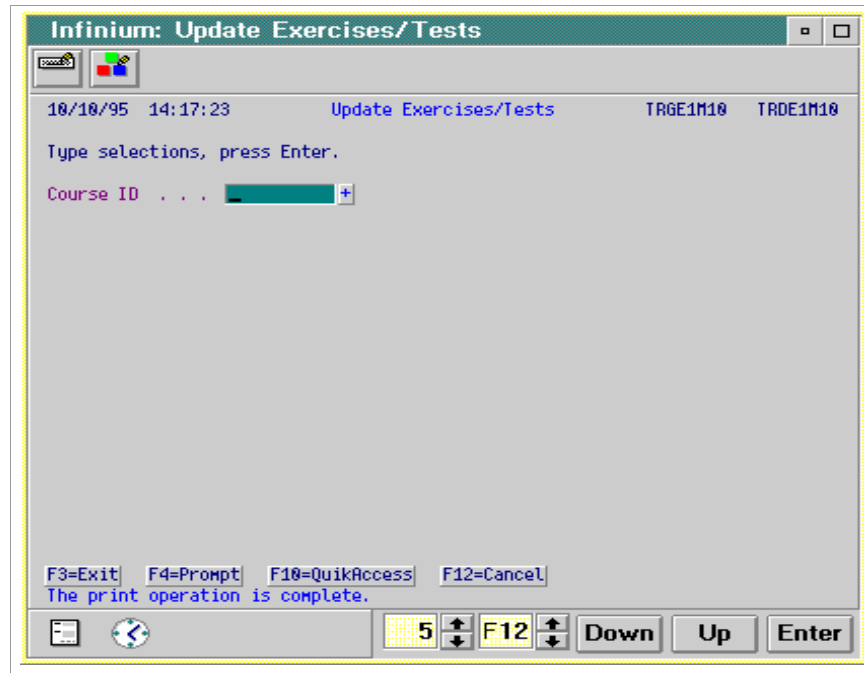 Infinium: Update Exercises/Tests
10/10/95 14:17:23 Update Exercises/Tests TRGE1M10 TRDE1M10
Type selections, press Enter.
Course ID . . . _ +
F3=Exit F4=Prompt F10=QuikAccess F12=Cancel
The print operation is complete.
5 F12 Down Up Enter